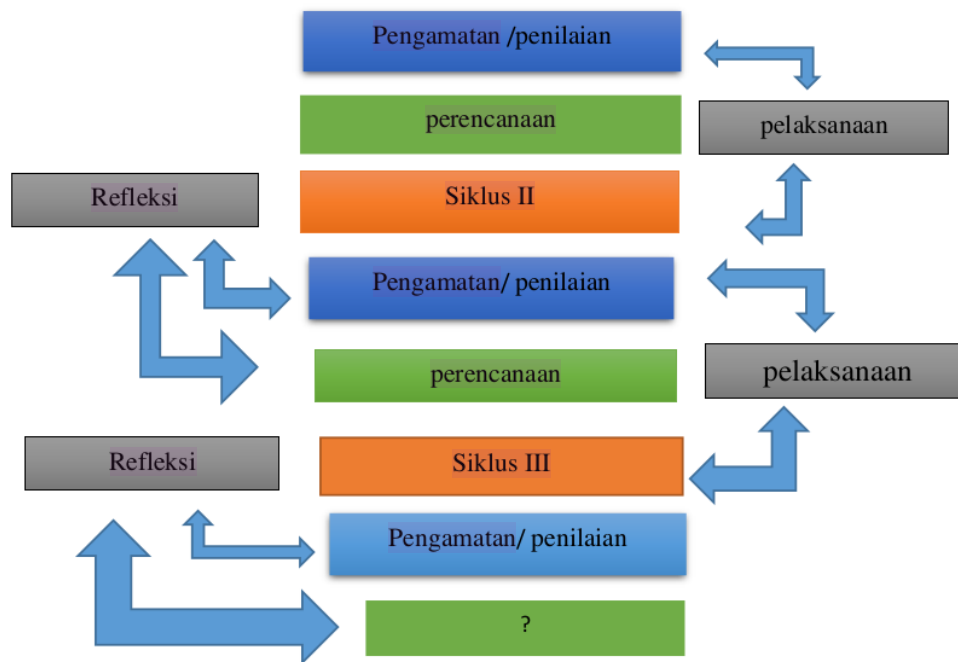 Pengamatan /penilaian
perencanaan
pelaksanaan
Refleksi
Siklus II
Pengamatan/ penilaian
perencanaan
pelaksanaan
Refleksi
Siklus III
Pengamatan/ penilaian
?